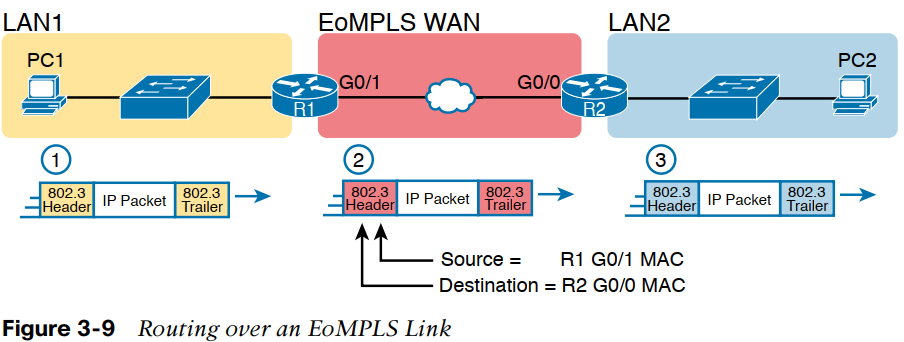 LAN1
EoMPLS WAN
LAN2
PC1
PC2
G0/1
G0/0
R1
R2
1
2
3
802.3
Header
IP Packet
802.3
Trailer
802.3
Header
IP Packet
802.3
Trailer
802.3
Header
IP Packet
802.3
Trailer
Source = R1 G0/1 MAC
Destination = R2 G0/0 MAC
Figure 3-9 Routing over an EoMPLS Link